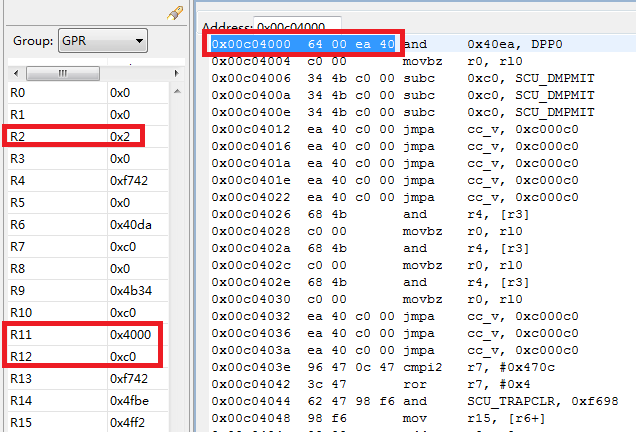 Group: GPR
R0 0x0
R1 0x0
R2 0x2
R3 0x0
R4 0xf742
R5 0x0
R6 0x40da
R7 0xc0
R8 0x0
R9 0x4b34
R10 0xc0
R11 0x4000
R12 0xc0
R13 0xf742
R14 0x4fbe
R15 0x4ff2
Address: 0x00c04000
0x00c04000 64 00 ea 40 and 0x40ea, DPP0
0x00c04004 c0 00 movbz r0, rl0
0x00c04006 34 4b c0 00 subc 0xc0, SCU_DMPMIT
0x00c0400a 34 4b c0 00 subc 0xc0, SCU_DMPMIT
0x00c0400e 34 4b c0 00 subc 0xc0, SCU_DMPMIT
0x00c04012 ea 40 c0 00 jmpa cc_v, 0xc000c0
0x00c04016 ea 40 c0 00 jmpa cc_v, 0xc000c0
0x00c0401a ea 40 c0 00 jmpa cc_v, 0xc000c0
0x00c0401e ea 40 c0 00 jmpa cc_v, 0xc000c0
0x00c04022 ea 40 c0 00 jmpa cc_v, 0xc000c0
0x00c04026 68 4b and r4, [r3]
0x00c04028 c0 00 movbz r0, rl0
0x00c0402a 68 4b and r4, [r3]
0x00c0402c c0 00 movbz r0, rl0
0x00c0402e 68 4b and r4, [r3]
0x00c04030 c0 00 movbz r0, rl0
0x00c04032 ea 40 c0 00 jmpa cc_v, 0xc000c0
0x00c04036 ea 40 c0 00 jmpa cc_v, 0xc000c0
0x00c0403a ea 40 c0 00 jmpa cc_v, 0xc000c0
0x00c0403e 96 47 0c 47 cmpi2 r7, #0x470c
0x00c04042 3c 47 ror r7, #0x4
0x00c04044 62 47 98 f6 and SCU_TRAPCLR, 0xf698
0x00c04048 98 f6 mov r15, [r6+]